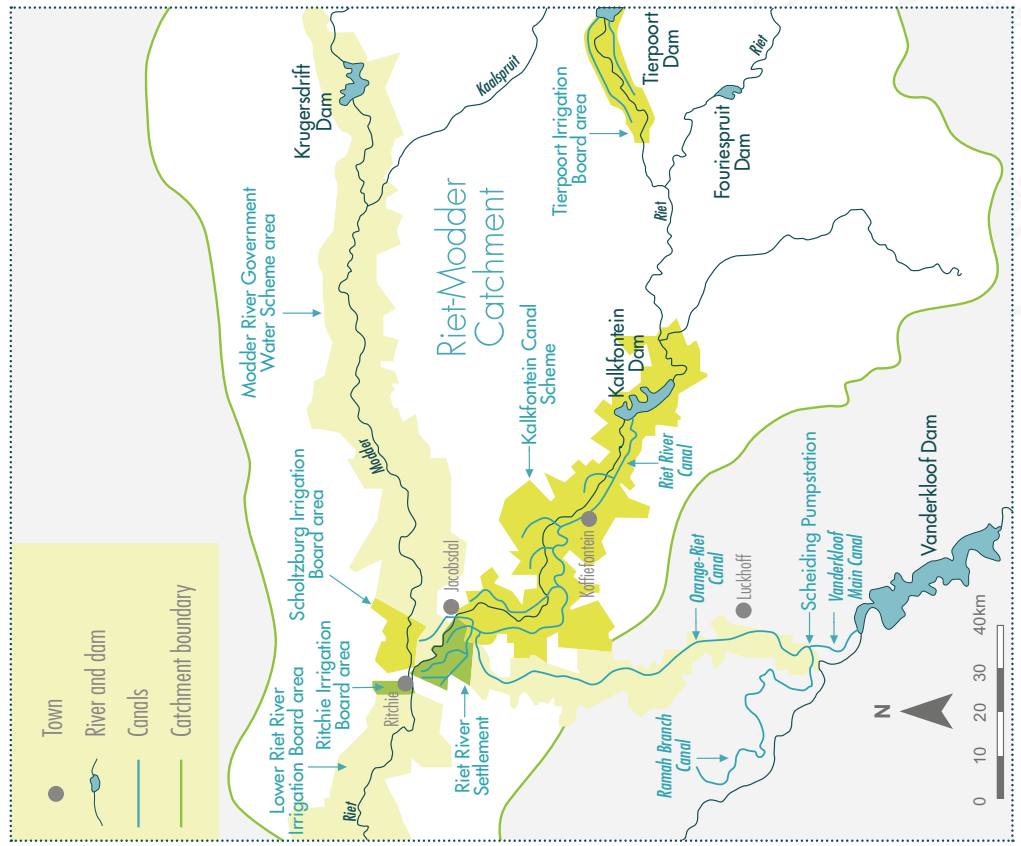 Town
River and dam
Canals
Catchment boundary
Krugersdrift
Dam
Kaalspruit
Tierpoort
Dam
Riet
Tierpoort Irrigation
Board area
Fouriespruit
Dam
Riet
Modder River Government
Water Scheme area
Riet-Modder
Catchment
Kalkfontein Canal
Scheme
Kalkfontein
Dam
Modder
Riet River
Canal
Scholtzburg Irrigation
Board area
Jacobsdal
Koffiefontein
Ritchie Irrigation
Board area
Lower Riet River
Irrigation Board area
Ritchie
Riet
Riet River
Settlement
Orange-Riet
Canal
Luckhoff
Scheiding Pumpstation
Vanderkloof
Main Canal
Vanderkloof Dam
Ramah Branch
Canal
N
0 10 20 30 40km